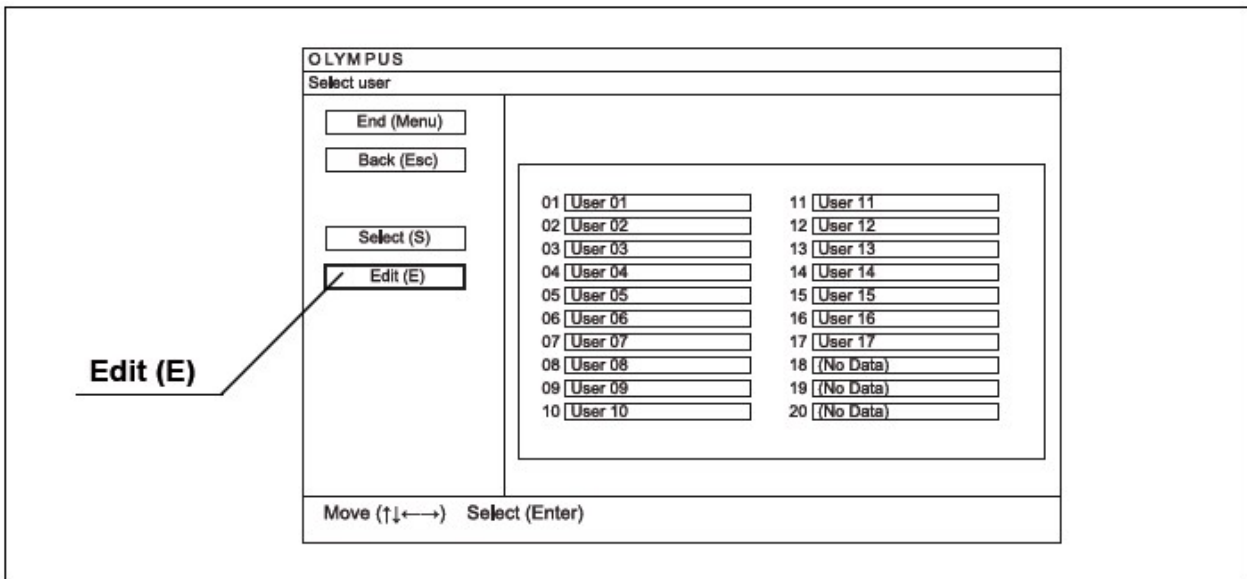 OLYMPUS
Select user
End (Menu)
Back (Esc)
Select (S)
Edit (E)
Edit (E)
01 User 01
02 User 02
03 User 03
04 User 04
05 User 05
06 User 06
07 User 07
08 User 08
09 User 09
10 User 10
11 User 11
12 User 12
13 User 13
14 User 14
15 User 15
16 User 16
17 User 17
18 (No Data)
19 (No Data)
20 (No Data)
Move (↑↓←→) Select (Enter)